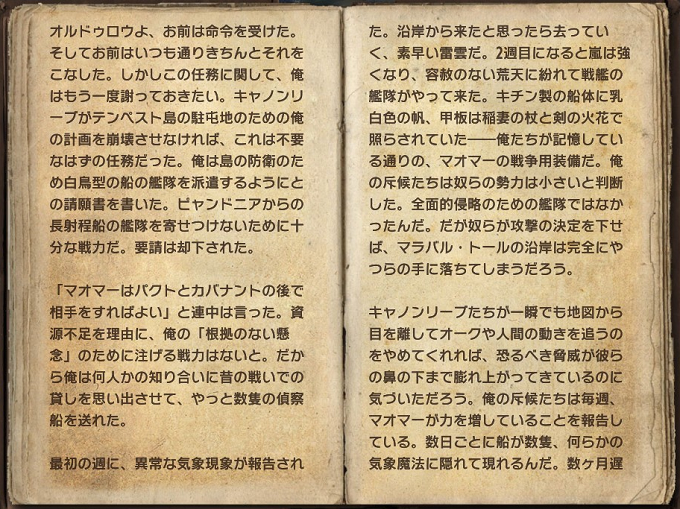 オルドゥロウよ、お前は命令を受けた。
そしてお前はいつも通りきちんとそれを
こなした。しかしこの任務に関して、俺
はもう一度謝っておきたい。キャノンリ
ーブがテンペスト島の駐屯地のための俺
の計画を崩壊させなければ、これは不要
なはずの任務だった。俺は島の防衛のた
め白鳥型の船の艦隊を派遣するようにと
の請願書を書いた。ピャンドニアからの
長射程船の艦隊を寄せつけないために十
分な戦力だ。要請は却下された。
「マオマーはパクトとカバナントの後で
相手をすればよい」と連中は言った。資
源不足を理由に、俺の「根拠のない懸
念」のために注げる戦力はないと。だか
ら俺は何人かの知り合いに昔の戦いでの
貸しを思い出させて、やっと数隻の偵察
船を送れた。
最初の週に、異常な気象現象が報告され
た。沿岸から来たと思ったら去ってい
く、素早い雷雲だ。2週目になると嵐は強
くなり、容赦のない荒天に紛れて戦艦の
艦隊がやって来た。キチン製の船体に乳
白色の帆、甲板は稲妻の杖と剣の火花で
照らされていた――俺たちが記憶してい
る通りの、マオマーの戦争用装備だ。俺
の斥候たちは奴らの勢力は小さいと判断
した。全面的侵略のための艦隊ではなか
ったんだ。だが奴らが攻撃の決定を下せ
ば、マラバル・トールの沿岸は完全にや
つらの手に落ちてしまうだろう。
キャノンリーブたちが一瞬でも地図から
目を離してオークや人間の動きを追うの
をやめてくれれば、恐るべき脅威が彼ら
の鼻の下まで膨れ上がってきているのに
気づいただろう。俺の斥候たちは毎週、
マオマーが力を増していることを報告し
ている。数日ごとに船が数隻、何らかの
気象魔法に隠れて現れるんだ。数ヶ月遅